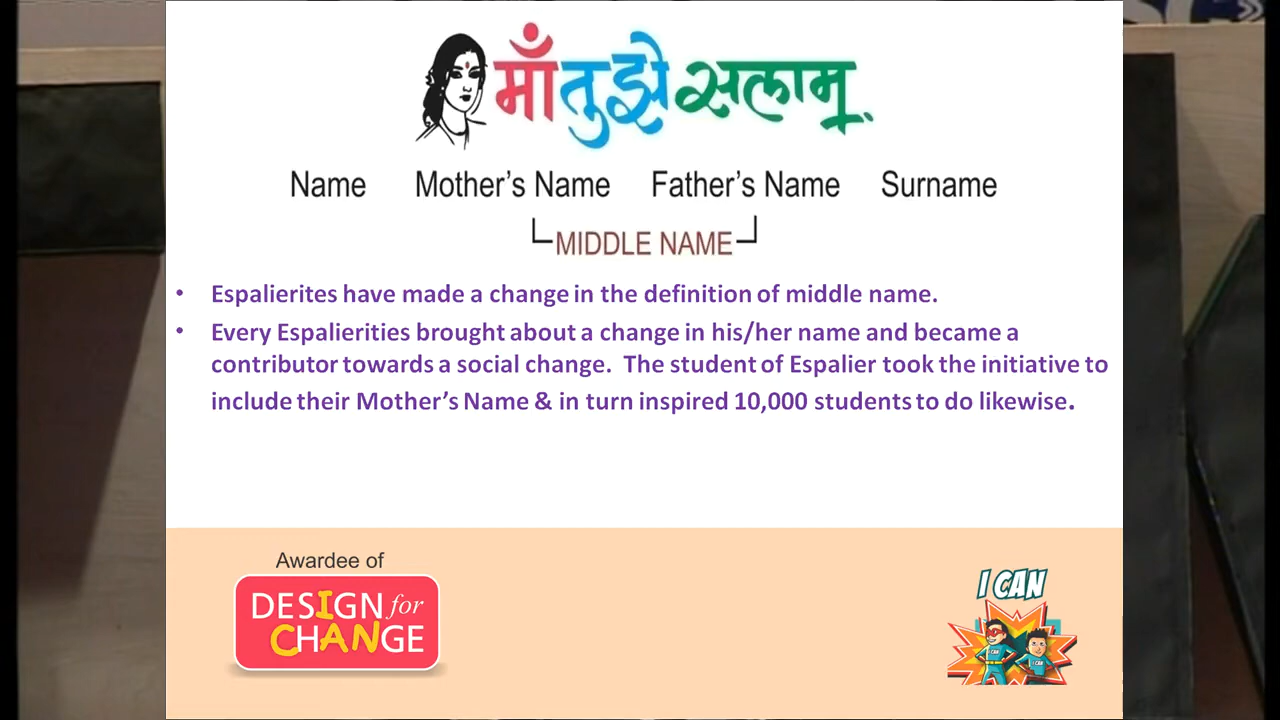 माँ तुझे सलाम्
Name Mother's Name Father's Name Surname
MIDDLE NAME
• Espalierites have made a change in the definition of middle name.
• Every Espalierities brought about a change in his/her name and became a
contributor towards a social change. The student of Espalier took the initiative to
include their Mother's Name & in turn inspired 10,000 students to do likewise.
Awardee of
DESIGN for
CHANGE
I CAN
I CAN
I CAN